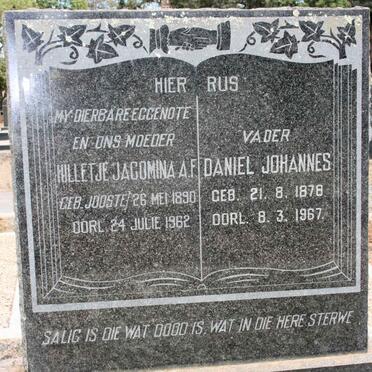 HIER RUS
MY DIERBARE EGGENOTE
EN ONS MOEDER
HILLETJE JACOMINA A.F.
GEB. JOOSTE 26 MEI 1890
OORL. 24 JULIE 1962
VADER
DANIEL JOHANNES
GEB. 21. 8. 1878
OORL. 8. 3. 1967.
SALIG IS DIE WAT DOOD IS, WAT IN DIE HERE STERWE